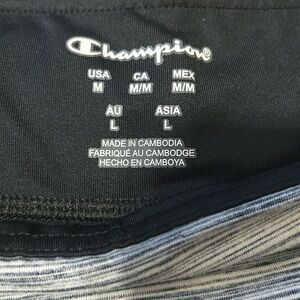 Champion
USA CA MEX
M M/M M/M
AU ASIA
L L
MADE IN CAMBODIA
FABRIQUÉ AU CAMBODGE
HECHO EN CAMBOYA